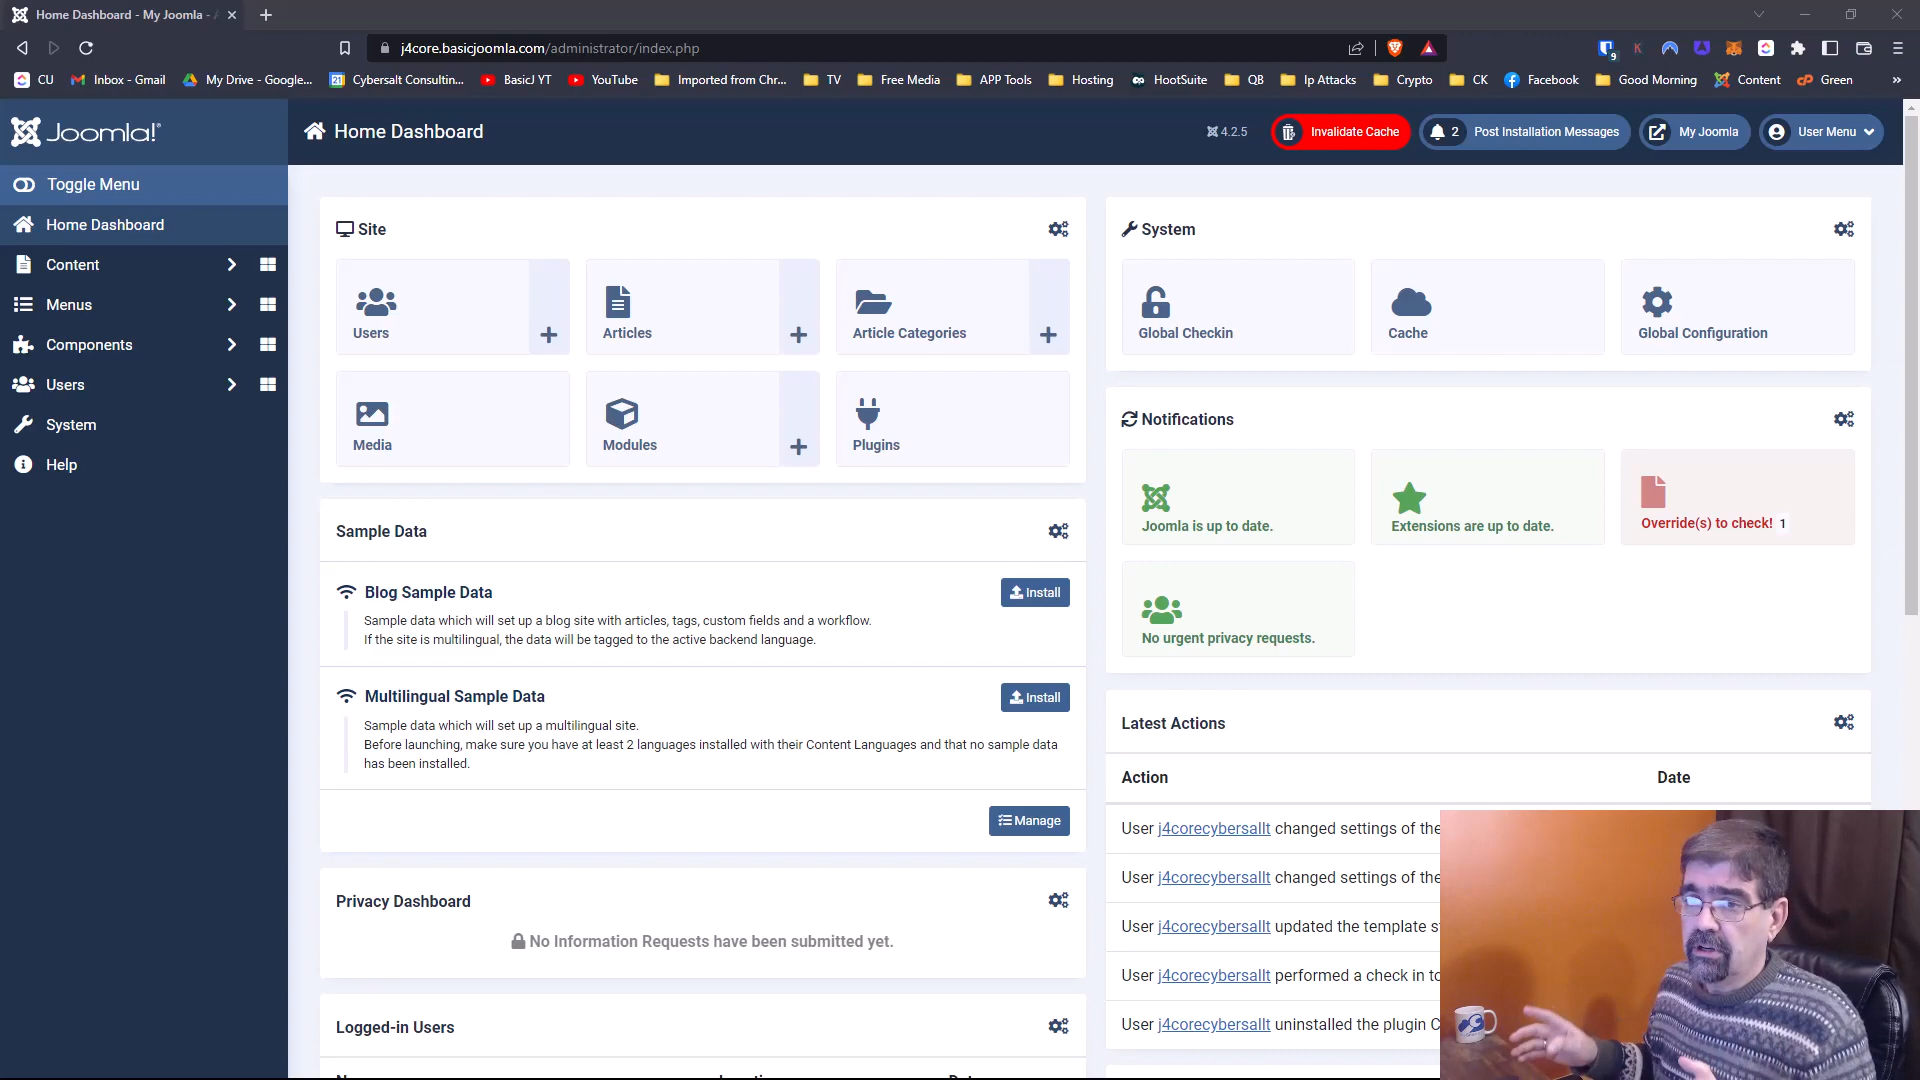 Home Dashboard - My Joomla -
j4core.basicjoomla.com/administrator/index.php
9
CU
Inbox - Gmail
My Drive - Google...
21
Cybersalt Consultin...
BasicJ YT
YouTube
Imported from Chr...
TV
Free Media
APP Tools
Hosting
HootSuite
QB
Ip Attacks
Crypto
CK
Facebook
Good Morning
Content
Green
»
Joomla!
Home Dashboard
4.2.5
Invalidate Cache
2 Post Installation Messages
My Joomla
User Menu
Toggle Menu
Home Dashboard
Content
Menus
Components
Users
System
Help
Site
Users
Articles
Article Categories
Media
Modules
Plugins
Sample Data
Blog Sample Data
Install
Sample data which will set up a blog site with articles, tags, custom fields and a workflow.
If the site is multilingual, the data will be tagged to the active backend language.
Multilingual Sample Data
Install
Sample data which will set up a multilingual site.
Before launching, make sure you have at least 2 languages installed with their Content Languages and that no sample data
has been installed.
Manage
Privacy Dashboard
No Information Requests have been submitted yet.
Logged-in Users
System
Global Checkin
Cache
Global Configuration
Notifications
Joomla is up to date.
Extensions are up to date.
Override(s) to check! 1
No urgent privacy requests.
Latest Actions
Action Date
User j4corecybersallt changed settings of the
User j4corecybersallt changed settings of the
User j4corecybersallt updated the template
User j4corecybersallt performed a check in
User j4corecybersallt uninstalled the plugin